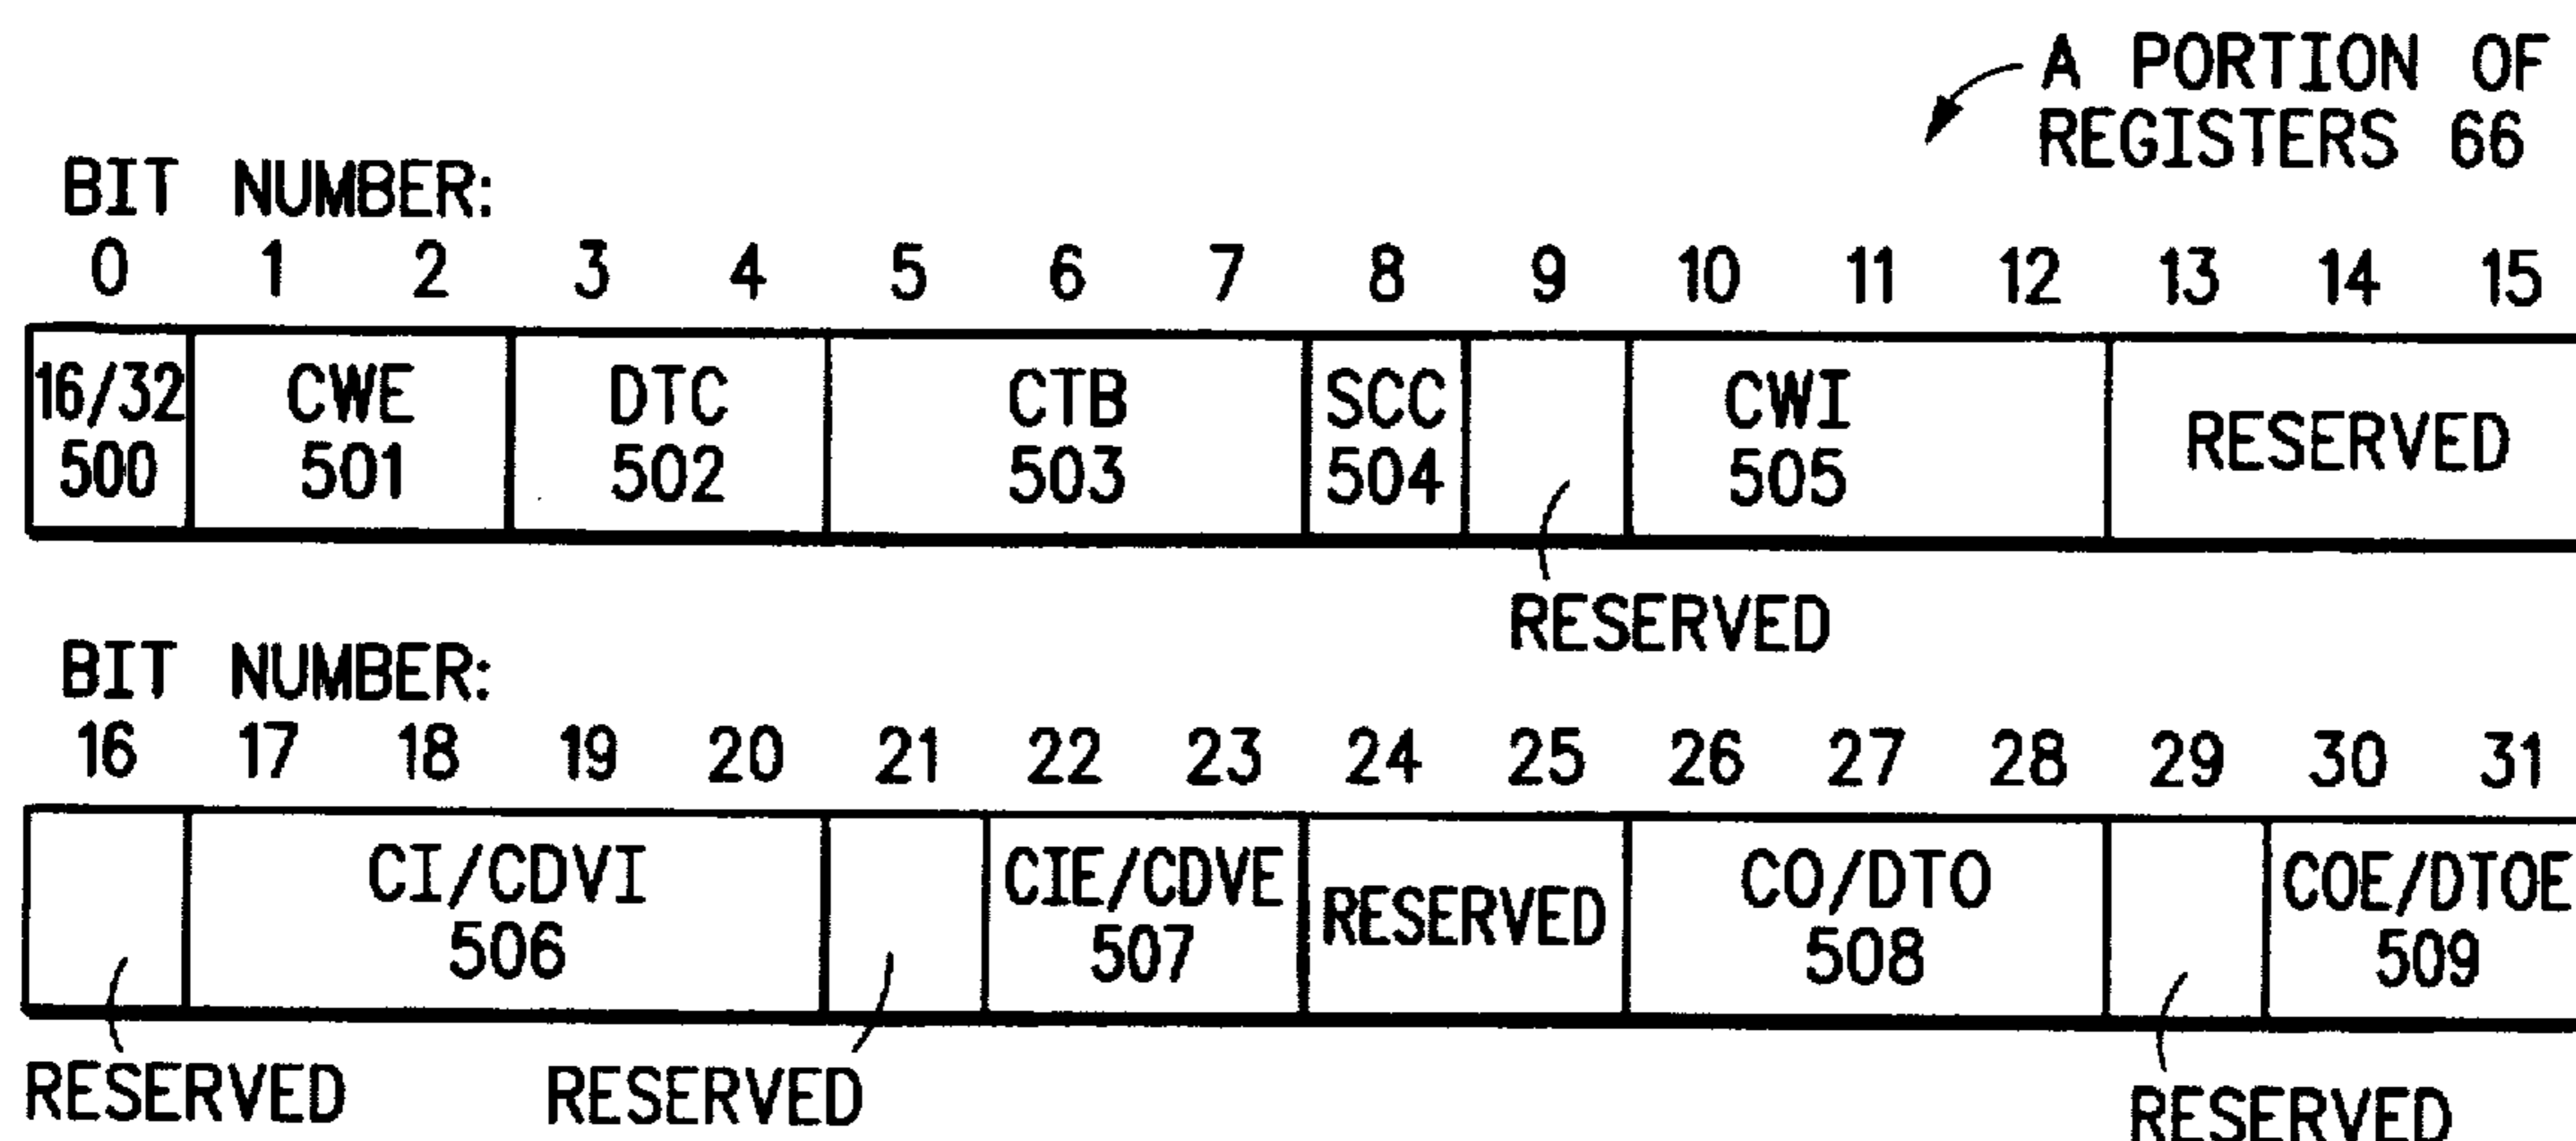 A PORTION OF
REGISTERS 66
BIT NUMBER:
0 1 2 3 4 5 6 7 8 9 10 11 12 13 14 15
16/32 CWE DTC CTB SCC CWI RESERVED
500 501 502 503 504 505
RESERVED
BIT NUMBER:
16 17 18 19 20 21 22 23 24 25 26 27 28 29 30 31
CI/CDVI CIE/CDVE RESERVED CO/DTO COE/DTOE
506 507 508 509
RESERVED RESERVED RESERVED